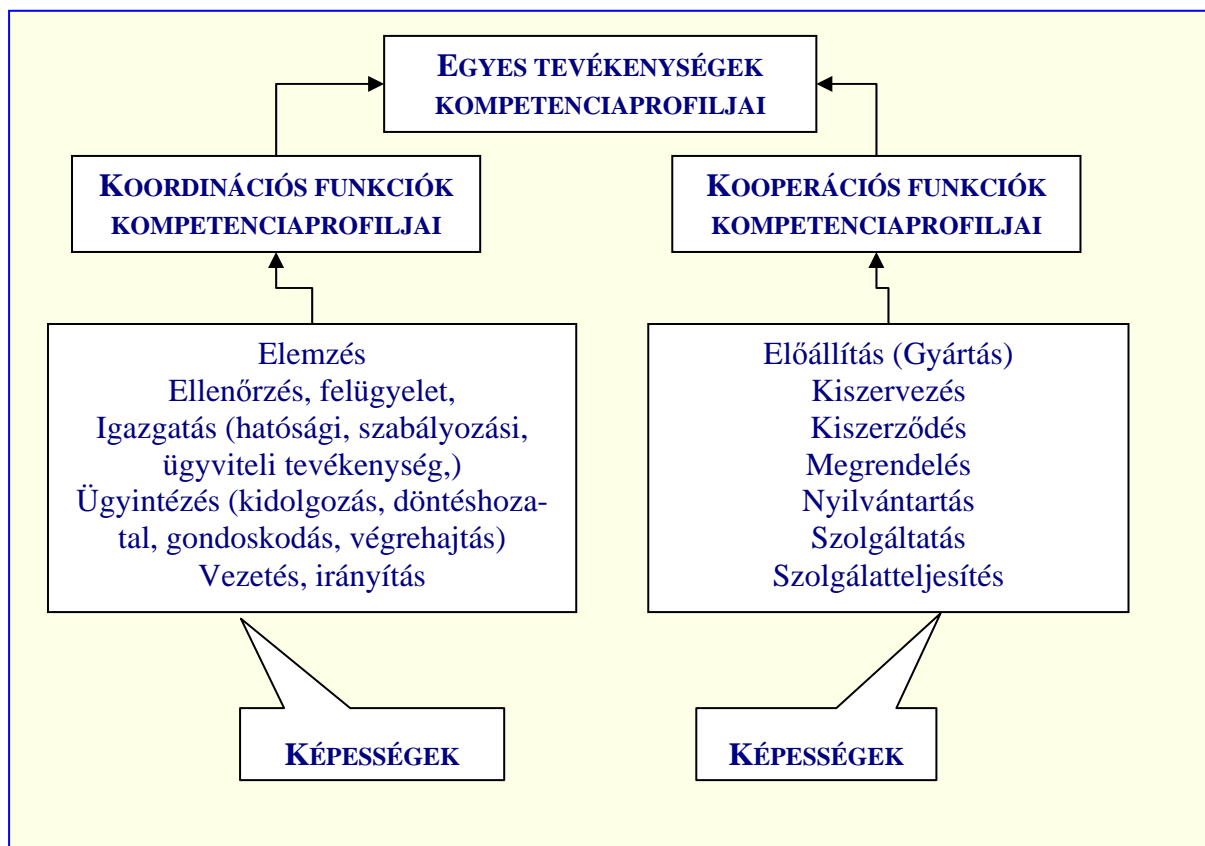 EGYES TEVÉKENYSÉGEK
KOMPETENCIAPROFILJAI
KOORDINÁCIÓS FUNKCIÓK
KOMPETENCIAPROFILJAI
KOOPERÁCIÓS FUNKCIÓK
KOMPETENCIAPROFILJAI
Elemzés
Ellenőrzés, felügyelet,
Igazgatás (hatósági, szabályozási,
ügyviteli tevékenység,)
Ügyintézés (kidolgozás, döntéshoza-
tal, gondoskodás, végrehajtás)
Vezetés, irányítás
Előállítás (Gyártás)
Kiszervezés
Kiszerződés
Megrendelés
Nyilvántartás
Szolgáltatás
Szolgálatteljesítés
KÉPESSÉGEK
KÉPESSÉGEK